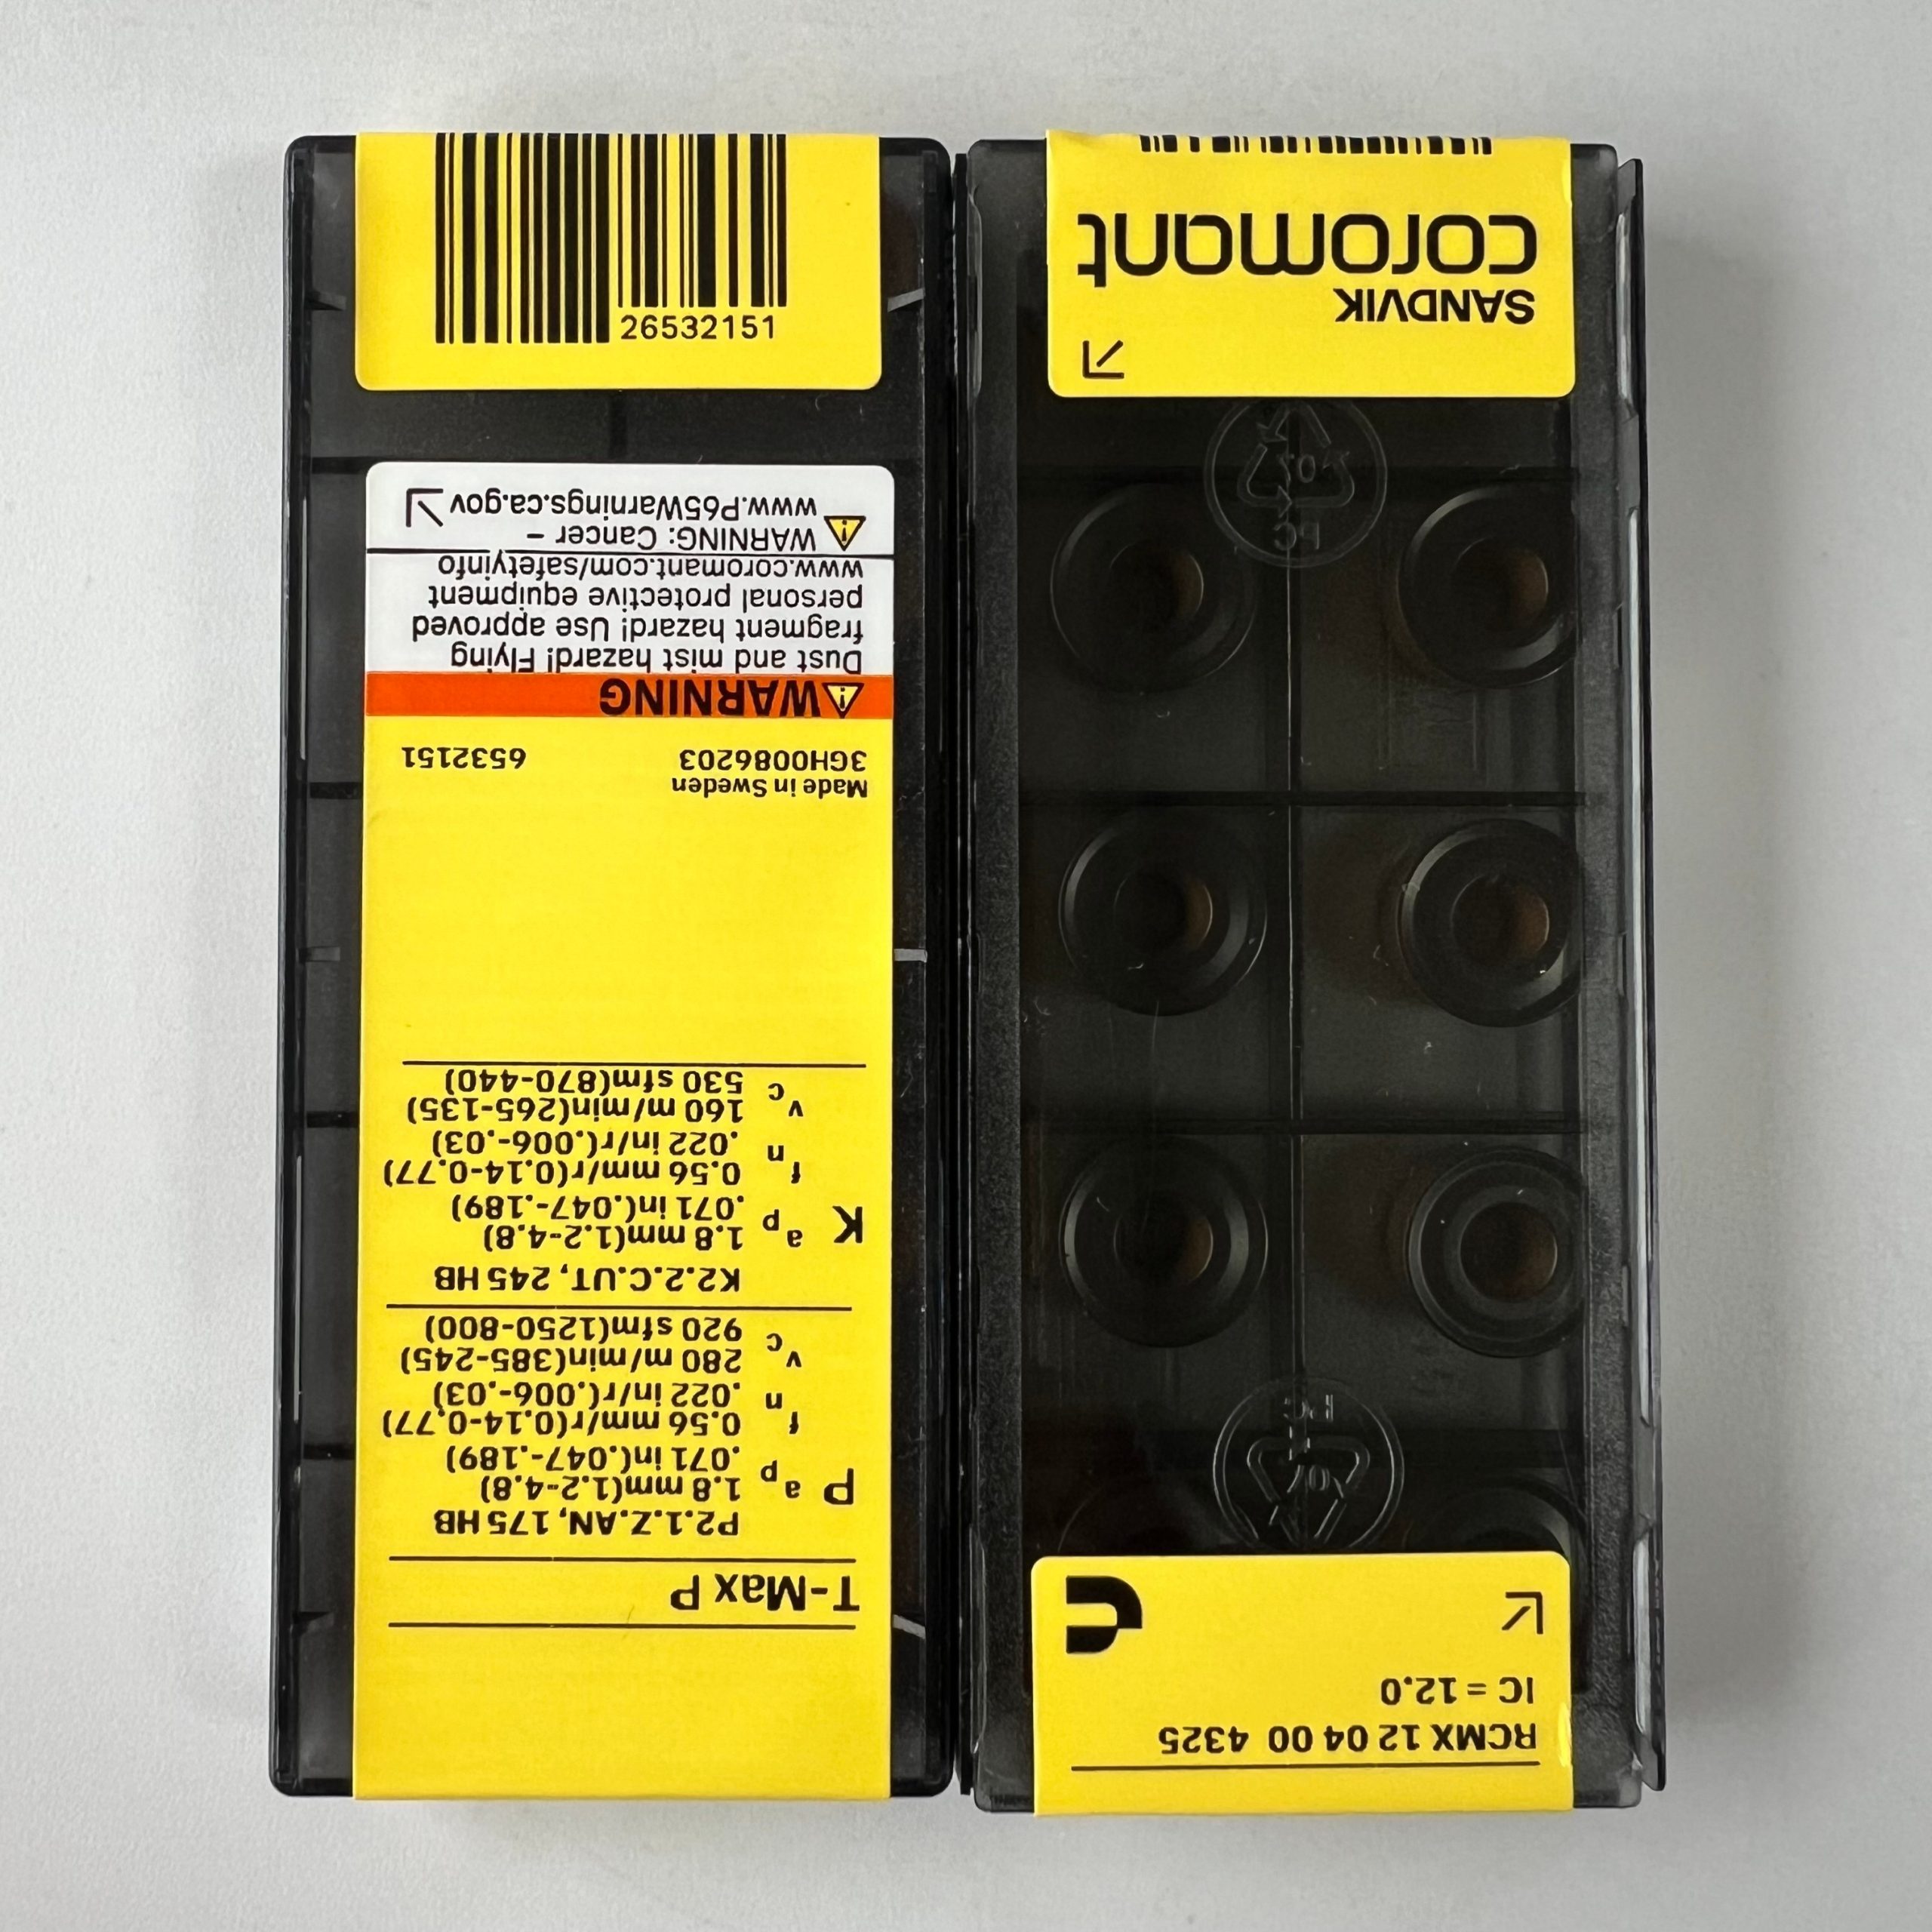 26532151
T-Max P
P2.1.Z.AN, 175 HB
P
ap 1.8 mm(1.2-4.8)
.071 in(.047-.189)
fn 0.56 mm/r(0.14-0.77)
.022 in/r(.006-.03)
vc 280 m/min(385-245)
920 sfm(1250-800)
K2.2.C.UT, 245 HB
K
ap 1.8 mm(1.2-4.8)
.071 in(.047-.189)
fn 0.56 mm/r(0.14-0.77)
.022 in/r(.006-.03)
vc 160 m/min(265-135)
530 sfm(870-440)
Made in Sweden
3GH0086203 6532151
WARNING
Dust and mist hazard! Flying
fragment hazard! Use approved
personal protective equipment
www.coromant.com/safetyinfo
WARNING: Cancer -
www.P65Warnings.ca.gov
RCMX 12 04 00 4325
IC = 12.0
07
PC
07
PC
SANDVIK
coromant